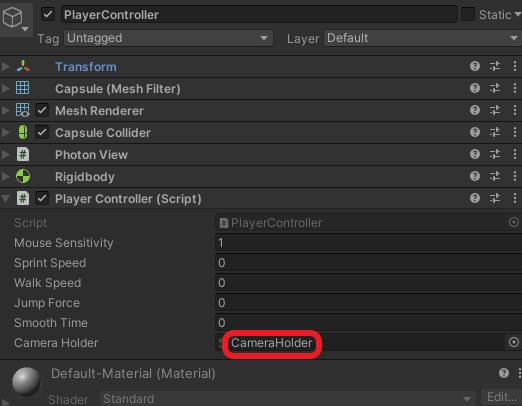 PlayerController
Static
Tag Untagged Layer Default
Transform
Capsule (Mesh Filter)
Mesh Renderer
Capsule Collider
Photon View
Rigidbody
Player Controller (Script)
Script PlayerController
Mouse Sensitivity 1
Sprint Speed 0
Walk Speed 0
Jump Force 0
Smooth Time 0
Camera Holder CameraHolder
Default-Material (Material)
Shader Standard Edit...